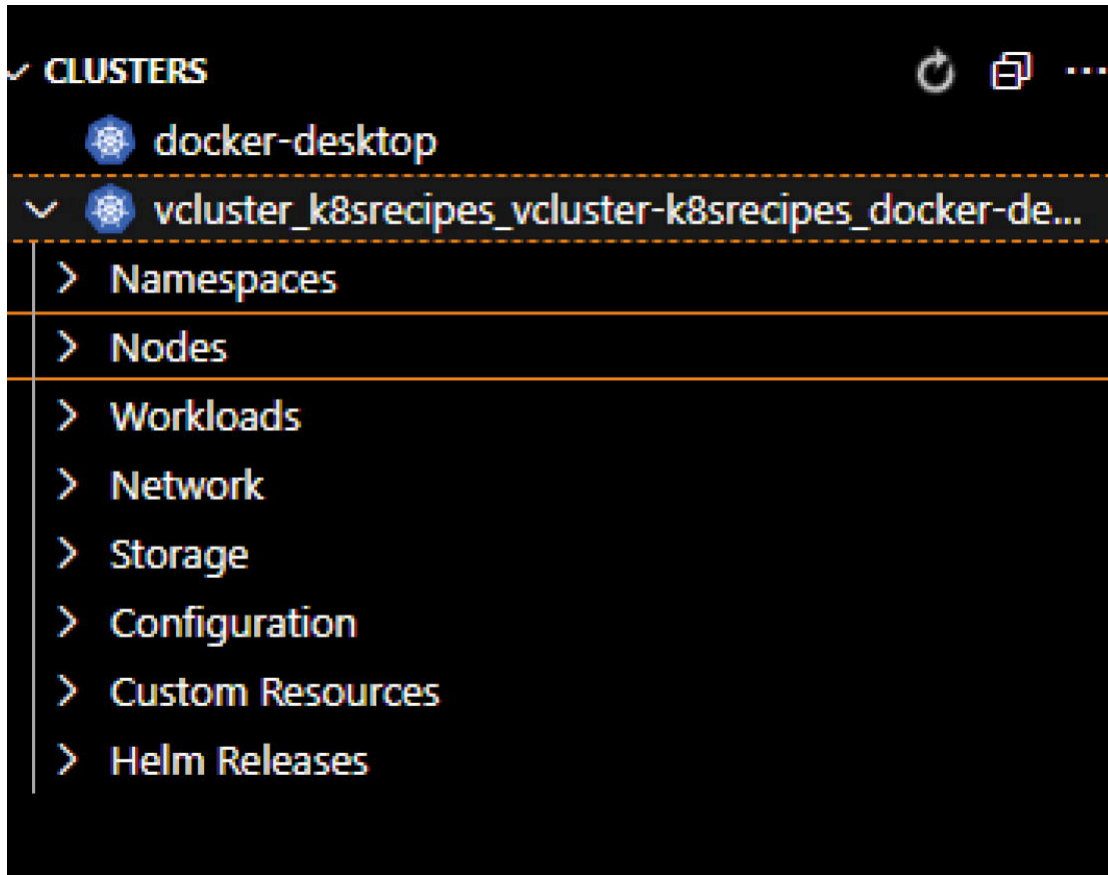 CLUSTERS
docker-desktop
vcluster_k8srecipes_vcluster-k8srecipes_docker-de...
Namespaces
Nodes
Workloads
Network
Storage
Configuration
Custom Resources
Helm Releases